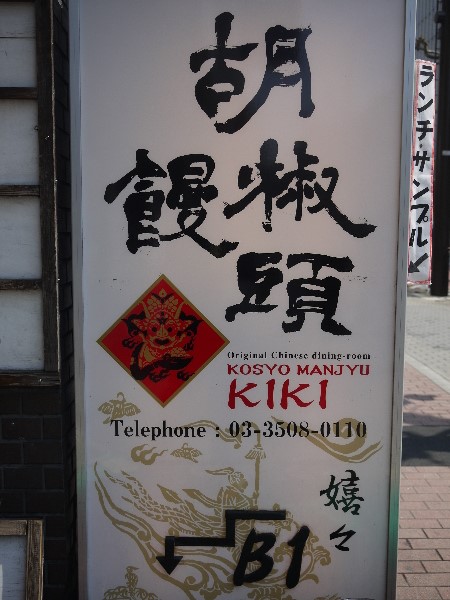 胡椒
饅頭
Original Chinese dining-room
KOSYO MANJYU
KIKI
Telephone : 03-3508-0110
嬉々
B1
ランチ・サンプル↙